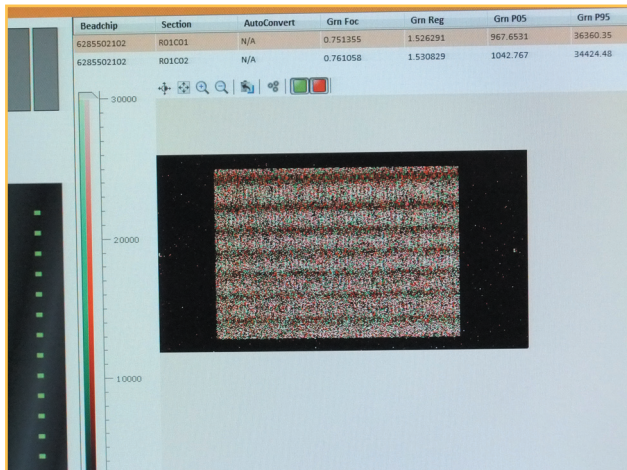 Beadchip Section AutoConvert Grn Foc Grn Reg Grn P05 Grn P95
6285502102 R01C01 N/A 0.751355 1.526291 967.6531 36360.35
6285502102 R01C02 N/A 0.761058 1.530829 1042.767 34424.48
30000
20000
10000